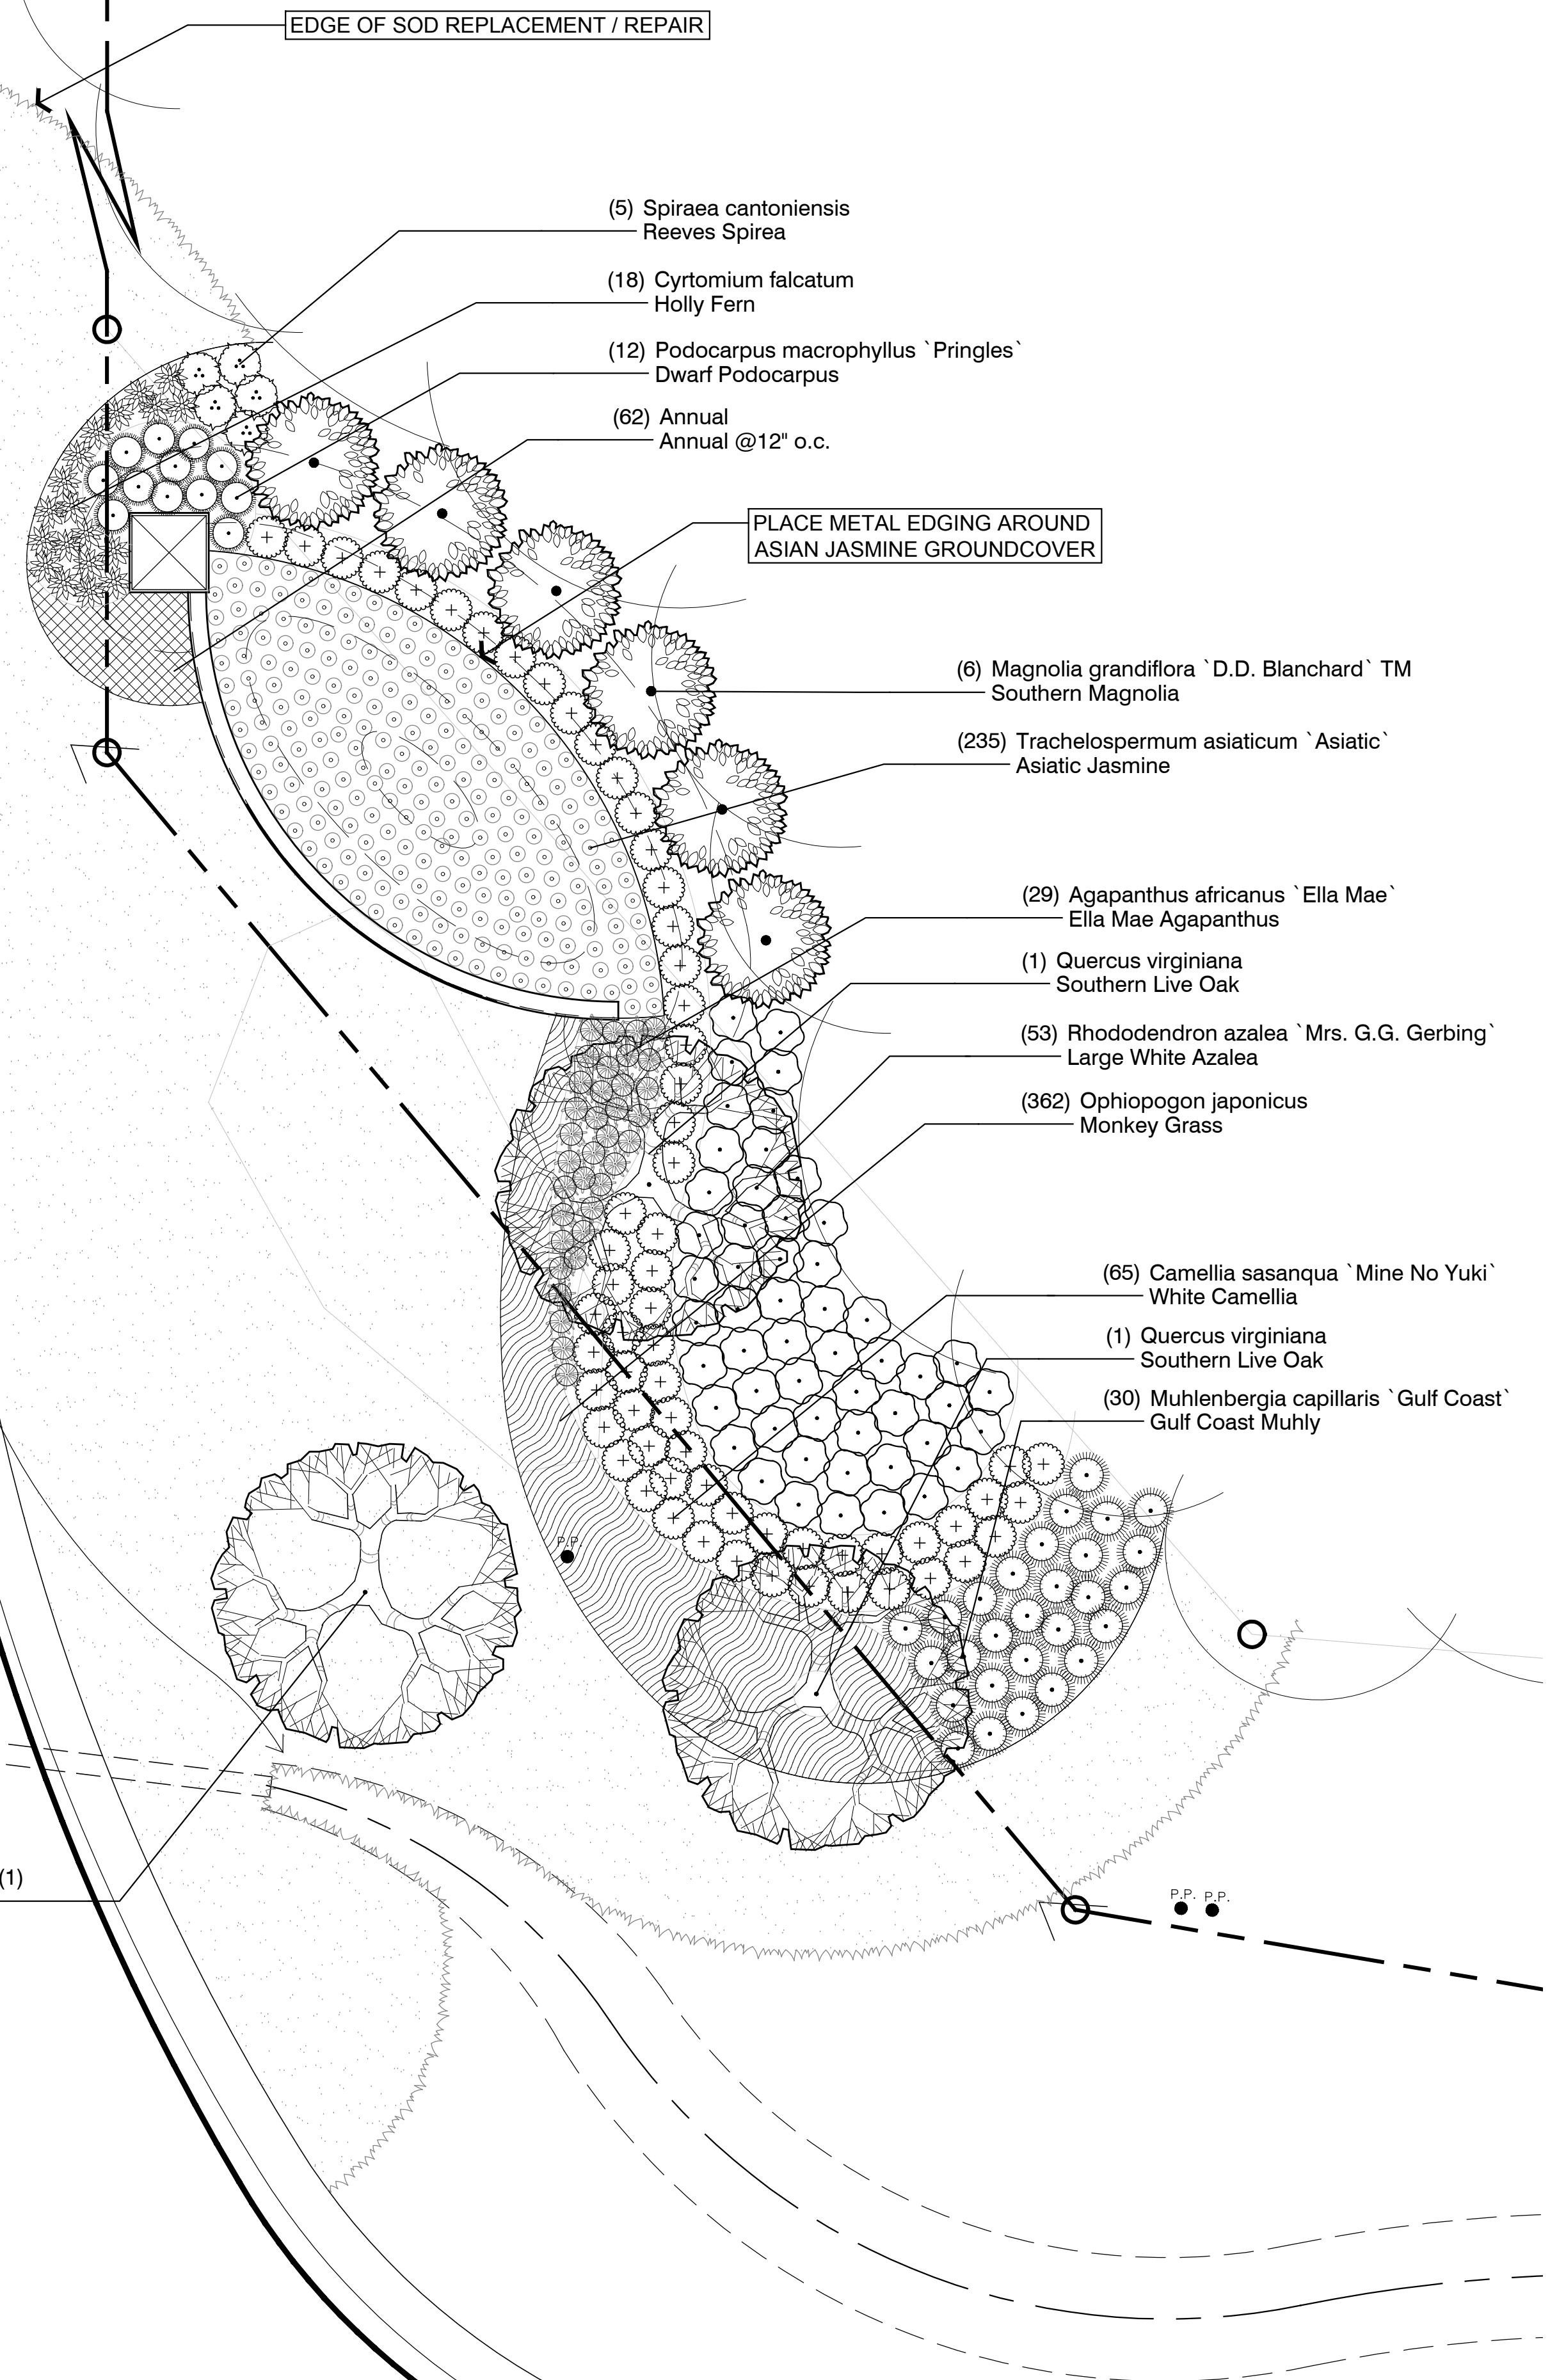 EDGE OF SOD REPLACEMENT / REPAIR
(5) Spiraea cantoniensis
Reeves Spirea
(18) Cyrtomium falcatum
Holly Fern
(12) Podocarpus macrophyllus `Pringles`
Dwarf Podocarpus
(62) Annual
Annual @12" o.c.
PLACE METAL EDGING AROUND
ASIAN JASMINE GROUNDCOVER
(6) Magnolia grandiflora `D.D. Blanchard` TM
Southern Magnolia
(235) Trachelospermum asiaticum `Asiatic`
Asiatic Jasmine
(29) Agapanthus africanus `Ella Mae`
Ella Mae Agapanthus
(1) Quercus virginiana
Southern Live Oak
(53) Rhododendron azalea `Mrs. G.G. Gerbing`
Large White Azalea
(362) Ophiopogon japonicus
Monkey Grass
(65) Camellia sasanqua `Mine No Yuki`
White Camellia
(1) Quercus virginiana
Southern Live Oak
(30) Muhlenbergia capillaris `Gulf Coast`
Gulf Coast Muhly
P.P.
(1)
P.P. P.P.